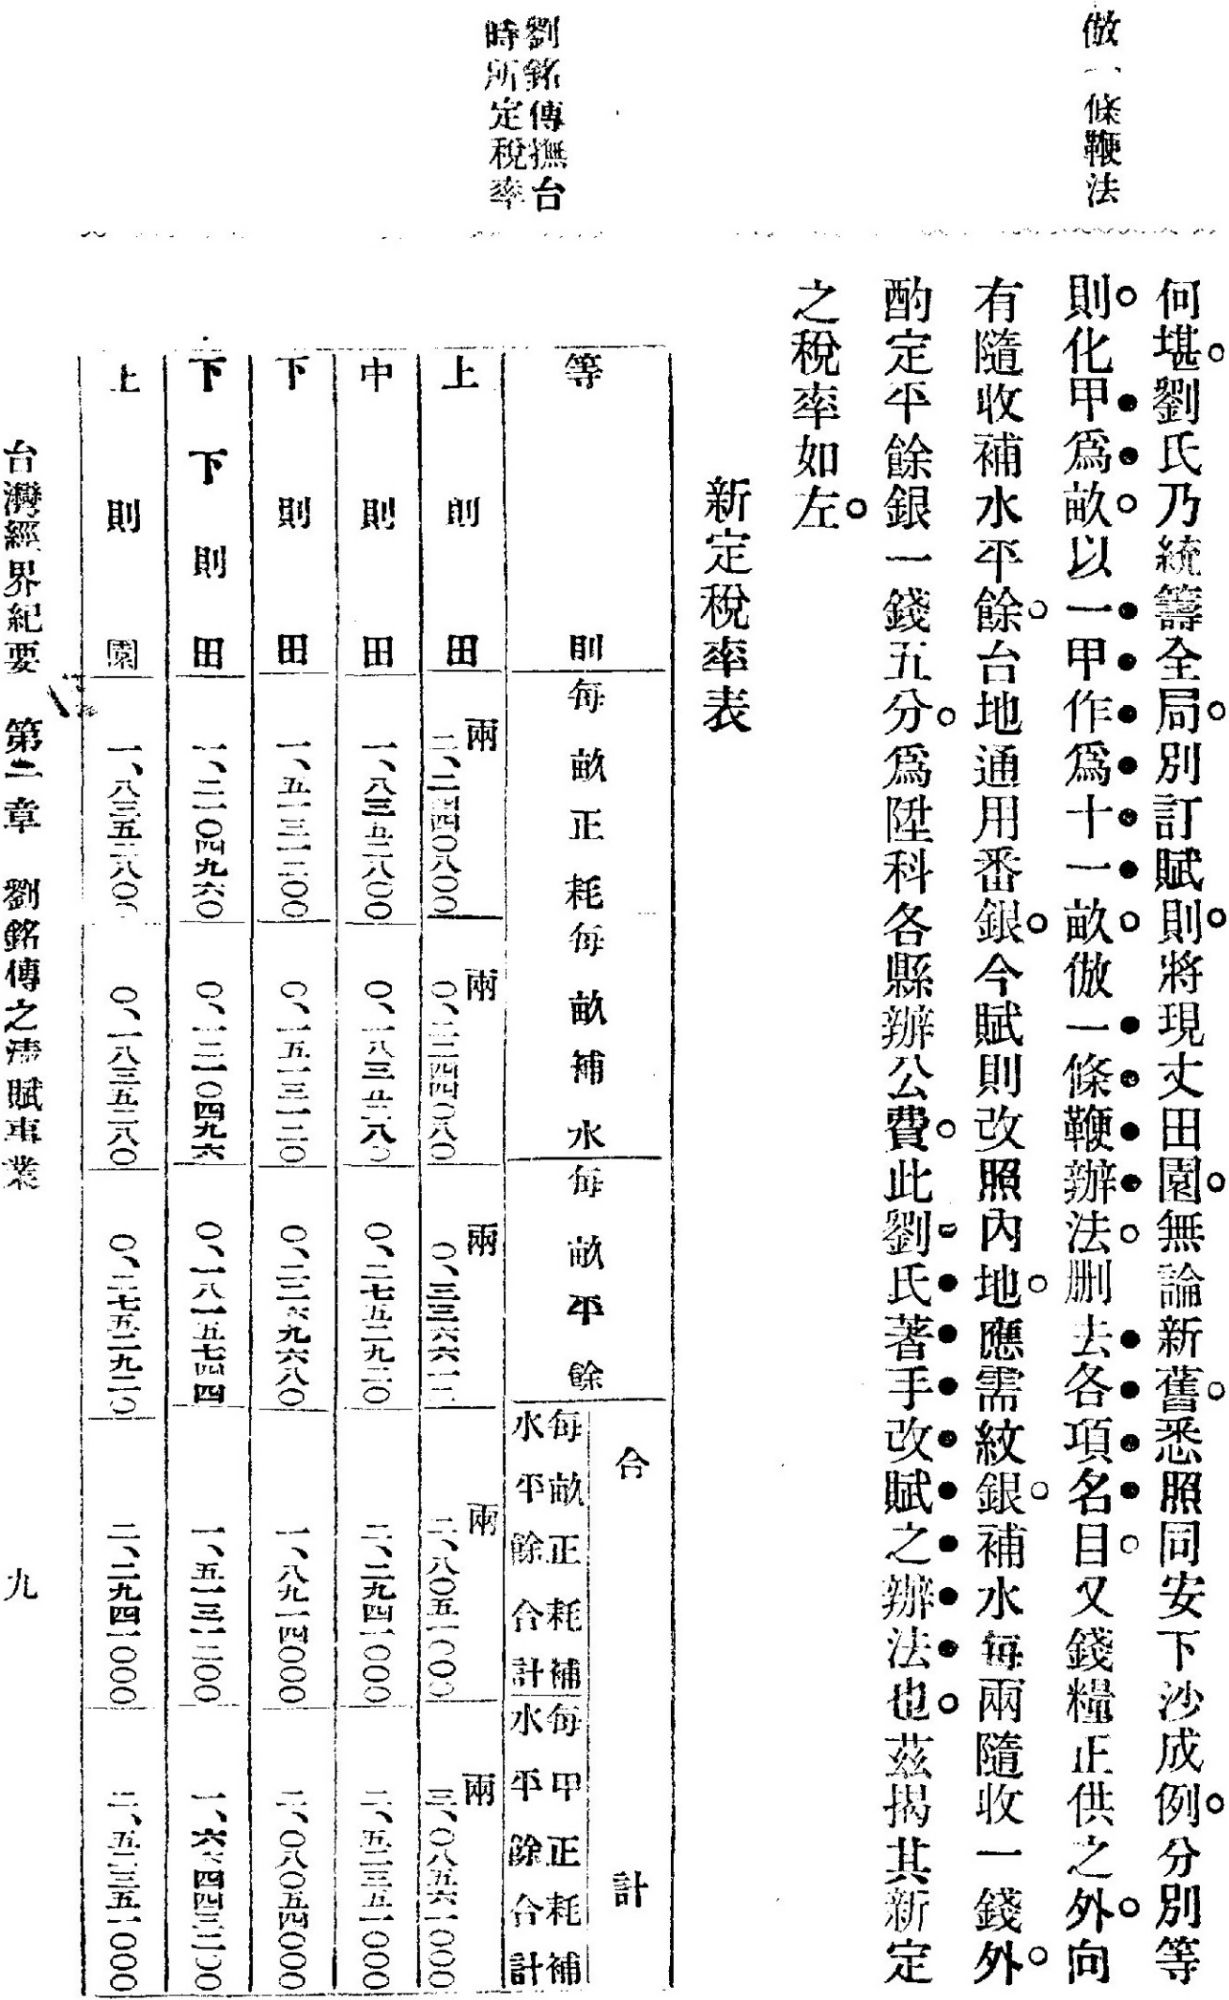 倣一條鞭法
劉銘傳撫台
時所定稅率
何堪。劉氏乃統籌全局。別訂賦則。將現丈田園。無論新舊。悉照同安下沙成例。分別等
則。化甲爲畝。以一甲作爲十一畝。倣一條鞭辦法。刪去各項名目。又錢糧正供之外。向
有隨收補水平餘。台地通用番銀。今賦則改照內地。應需紋銀。補水每兩隨收一錢外。
酌定平餘銀一錢五分。爲陞科各縣辦公費。此劉氏著手改賦之辦法也。茲揭其新定
之稅率如左。
新定稅率表
等則 每畝正耗 每畝補水 每畝平餘 合計
每畝正耗補水平餘合計 每甲正耗補水平餘合計
上則田 兩二、二四四〇八〇〇 兩〇、二二四四〇八〇 兩〇、三三六六一二 兩二、八〇五一〇〇〇 兩三、〇八五六一〇〇〇
中則田 一、八三五二八〇〇 〇、一八三五二八〇 〇、二七五二九二〇 二、二九四一〇〇〇 二、五二三五一〇〇〇
下則田 一、五一三一二〇〇 〇、一五一三一二〇 〇、二二六九六八〇 一、八九一四〇〇〇 二、〇八〇五四〇〇〇
下下則田 一、二一〇四九六〇 〇、一二一〇四九六 〇、一八一五七四四 一、五一三一二〇〇 一、六六四四三二〇〇
上則園 一、八三五二八〇〇 〇、一八三五二八〇 〇、二七五二九二〇 二、二九四一〇〇〇 二、五二三五一〇〇〇
台灣經界紀要 第二章 劉銘傳之淸賦事業 九